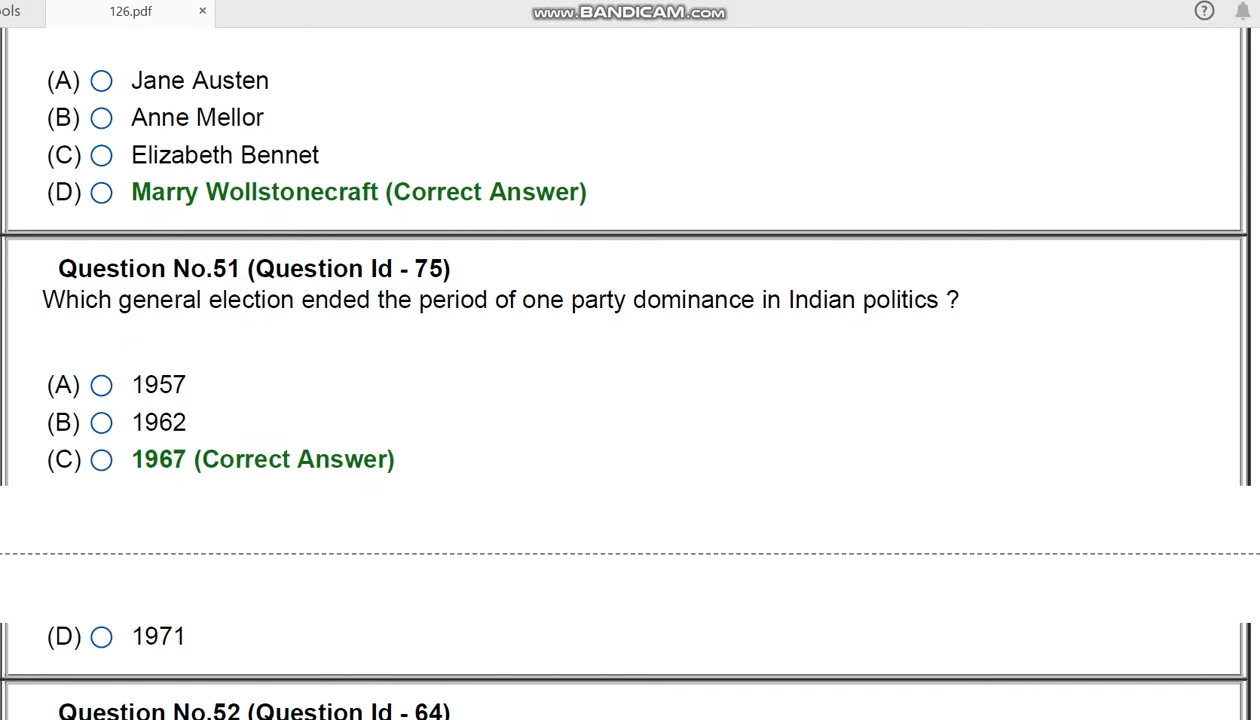 ols
126.pdf ×
www.BANDICAM.com
?
(A) Jane Austen
(B) Anne Mellor
(C) Elizabeth Bennet
(D) Marry Wollstonecraft (Correct Answer)
Question No.51 (Question Id - 75)
Which general election ended the period of one party dominance in Indian politics ?
(A) 1957
(B) 1962
(C) 1967 (Correct Answer)
(D) 1971
Question No.52 (Question Id - 64)